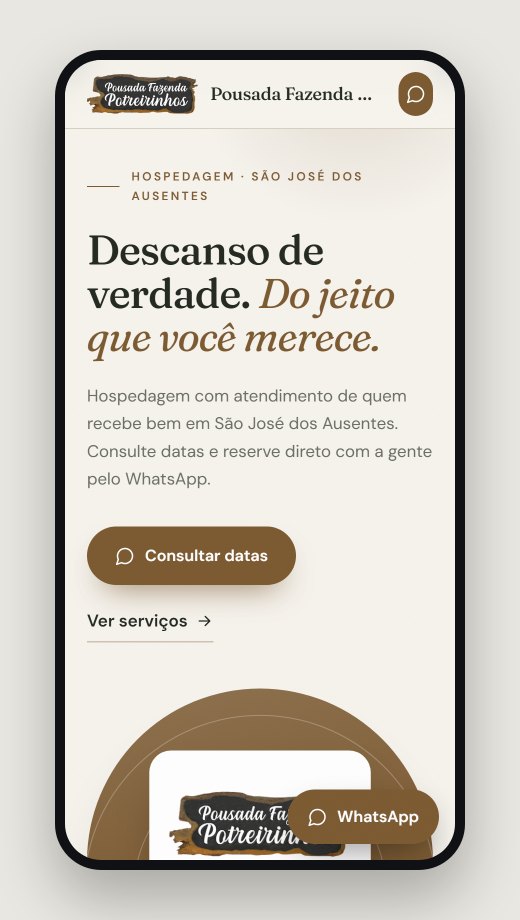 Pousada Fazenda
Potreirinhos
Pousada Fazenda ...
HOSPEDAGEM · SÃO JOSÉ DOS
AUSENTES
Descanso de
verdade. Do jeito
que você merece.
Hospedagem com atendimento de quem
recebe bem em São José dos Ausentes.
Consulte datas e reserve direto com a gente
pelo WhatsApp.
Consultar datas
Ver serviços →
Pousada Fa
Potreirin
WhatsApp